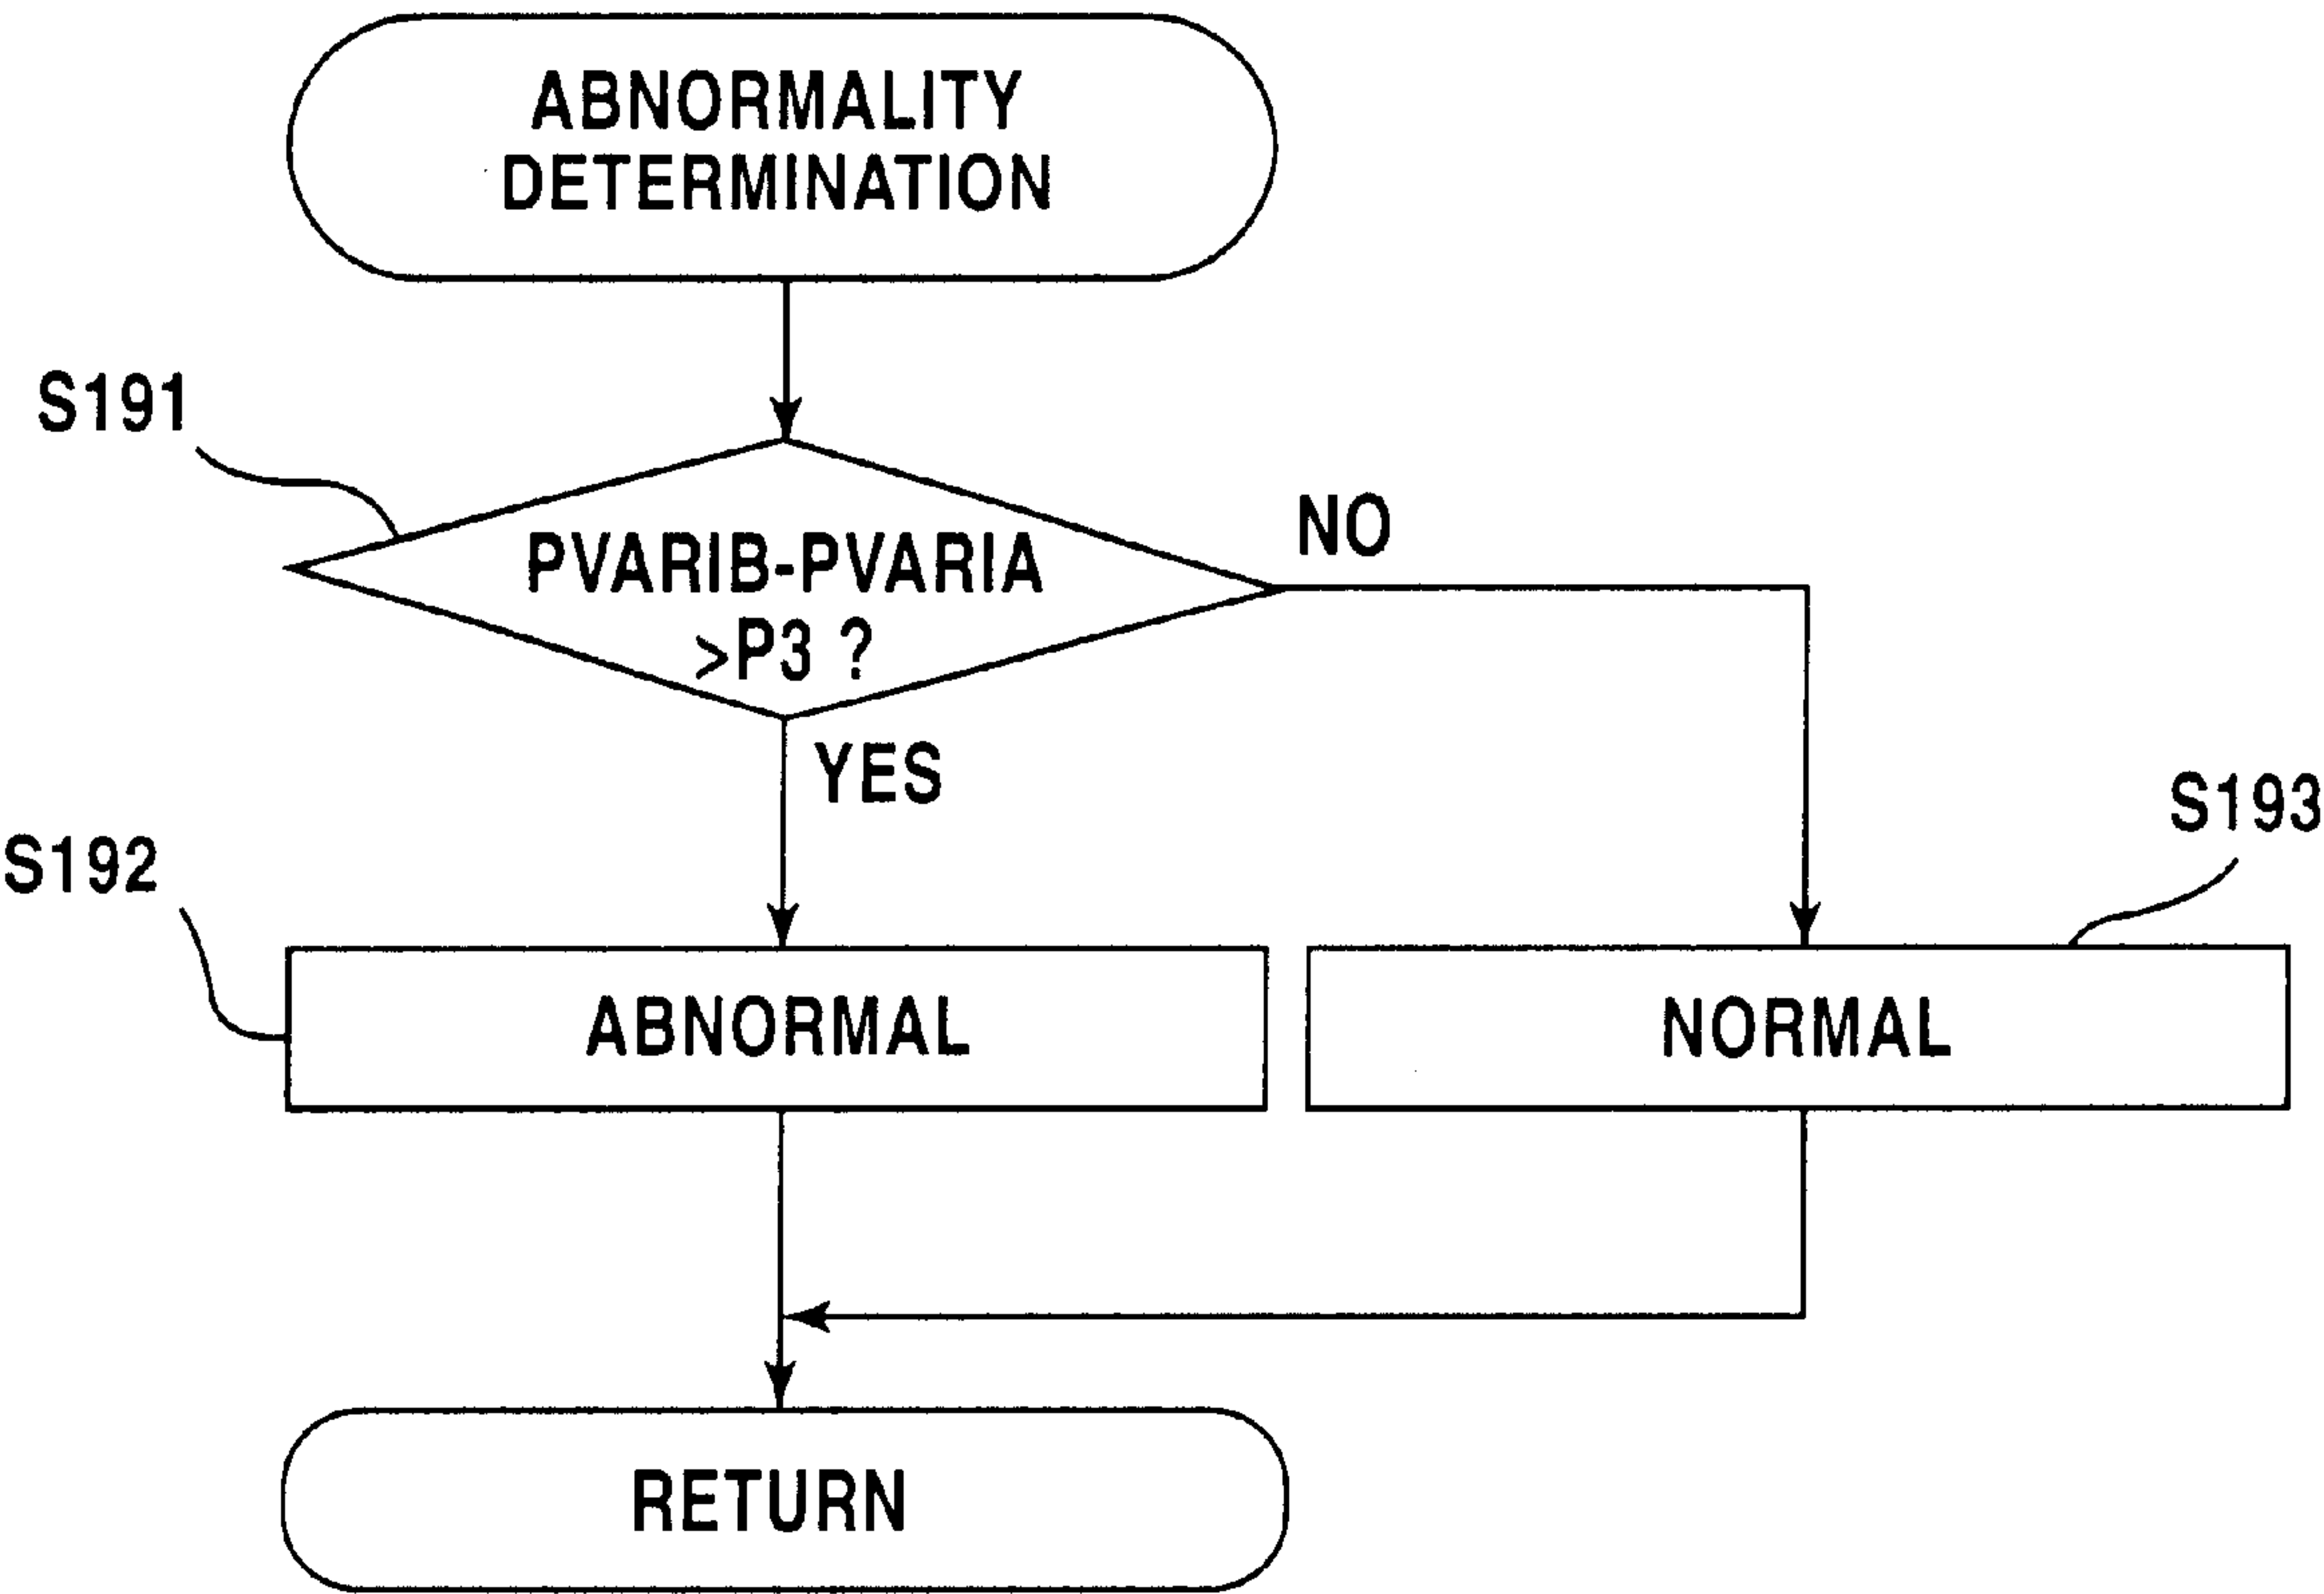 ABNORMALITY
DETERMINATION
S191
PVARIB-PVARIA
>P3 ?
NO
YES
S192
S193
ABNORMAL
NORMAL
RETURN